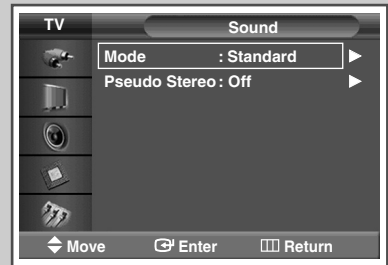 TV Sound
Mode : Standard
Pseudo Stereo : Off
Move Enter Return